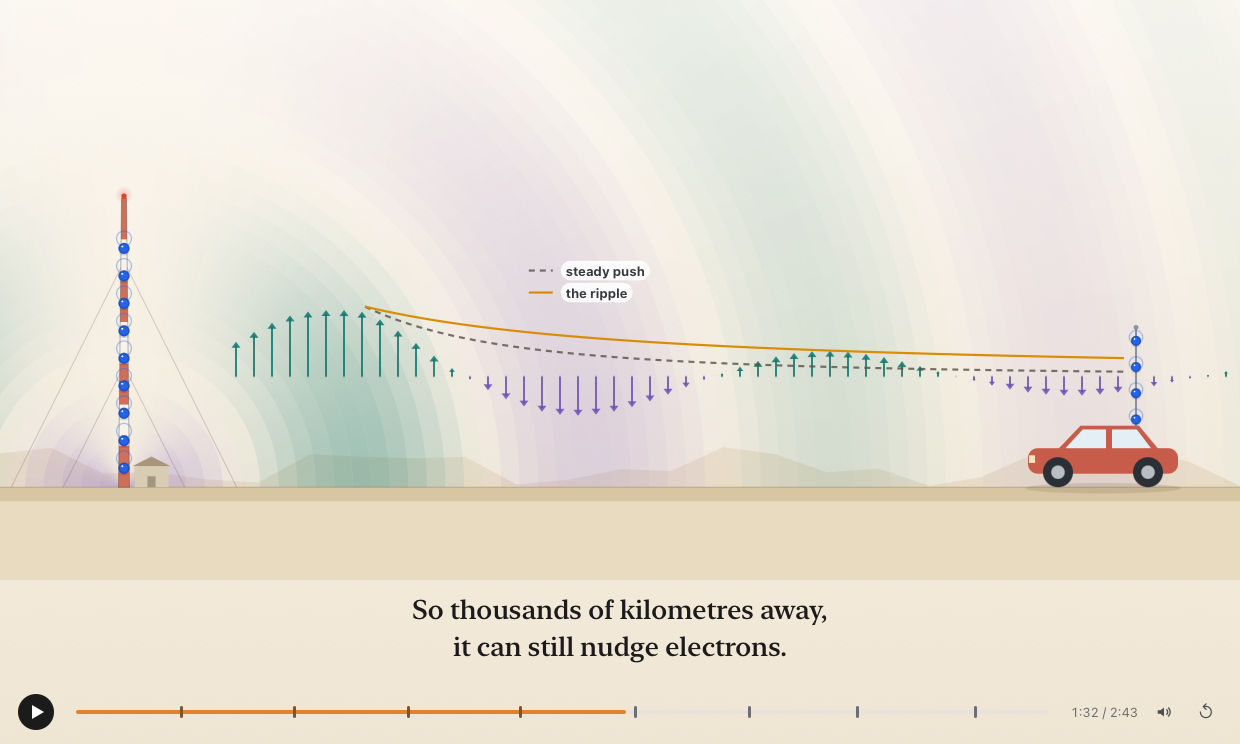 steady push
the ripple
So thousands of kilometres away,
it can still nudge electrons.
1:32 / 2:43